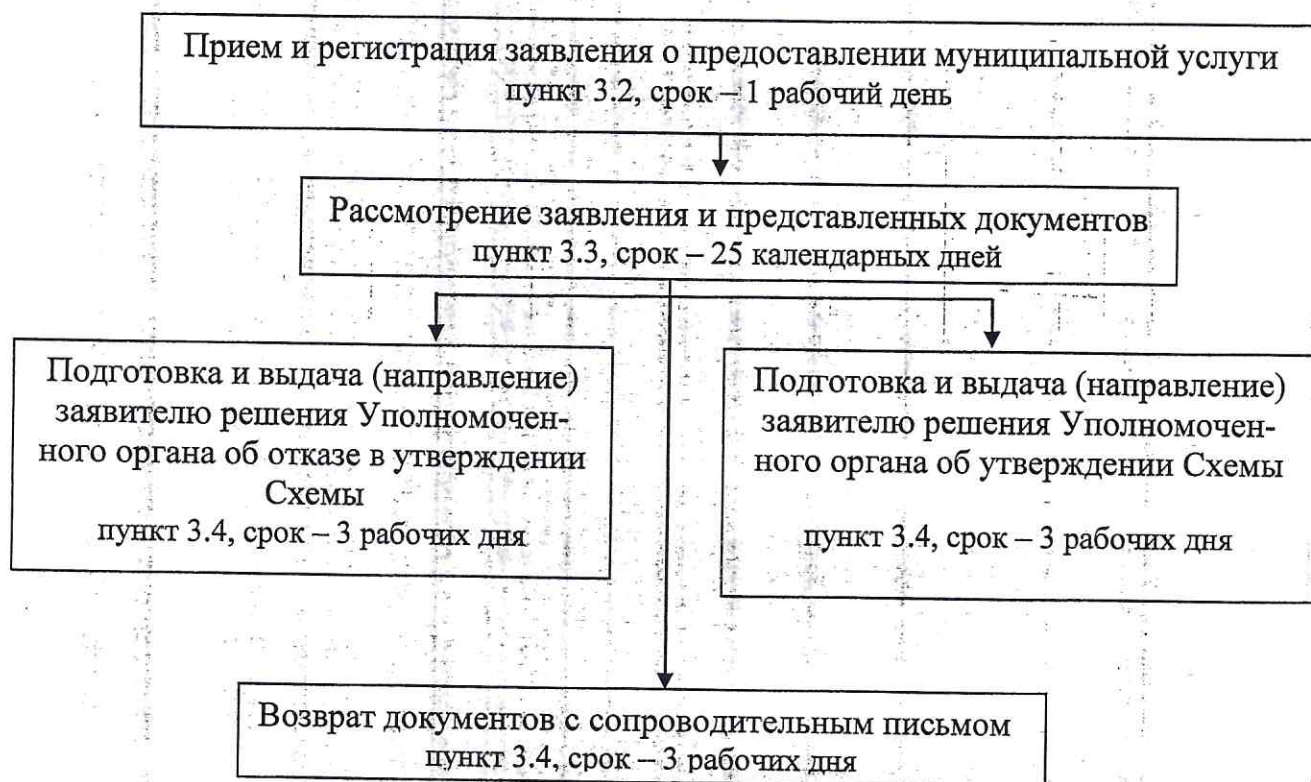 Прием и регистрация заявления о предоставлении муниципальной услуги
пункт 3.2, срок – 1 рабочий день
Рассмотрение заявления и представленных документов
пункт 3.3, срок – 25 календарных дней
Подготовка и выдача (направление)
заявителю решения Уполномочен-
ного органа об отказе в утверждении
Схемы
пункт 3.4, срок – 3 рабочих дня
Подготовка и выдача (направление)
заявителю решения Уполномочен-
ного органа об утверждении Схемы
пункт 3.4, срок – 3 рабочих дня
Возврат документов с сопроводительным письмом
пункт 3.4, срок – 3 рабочих дня